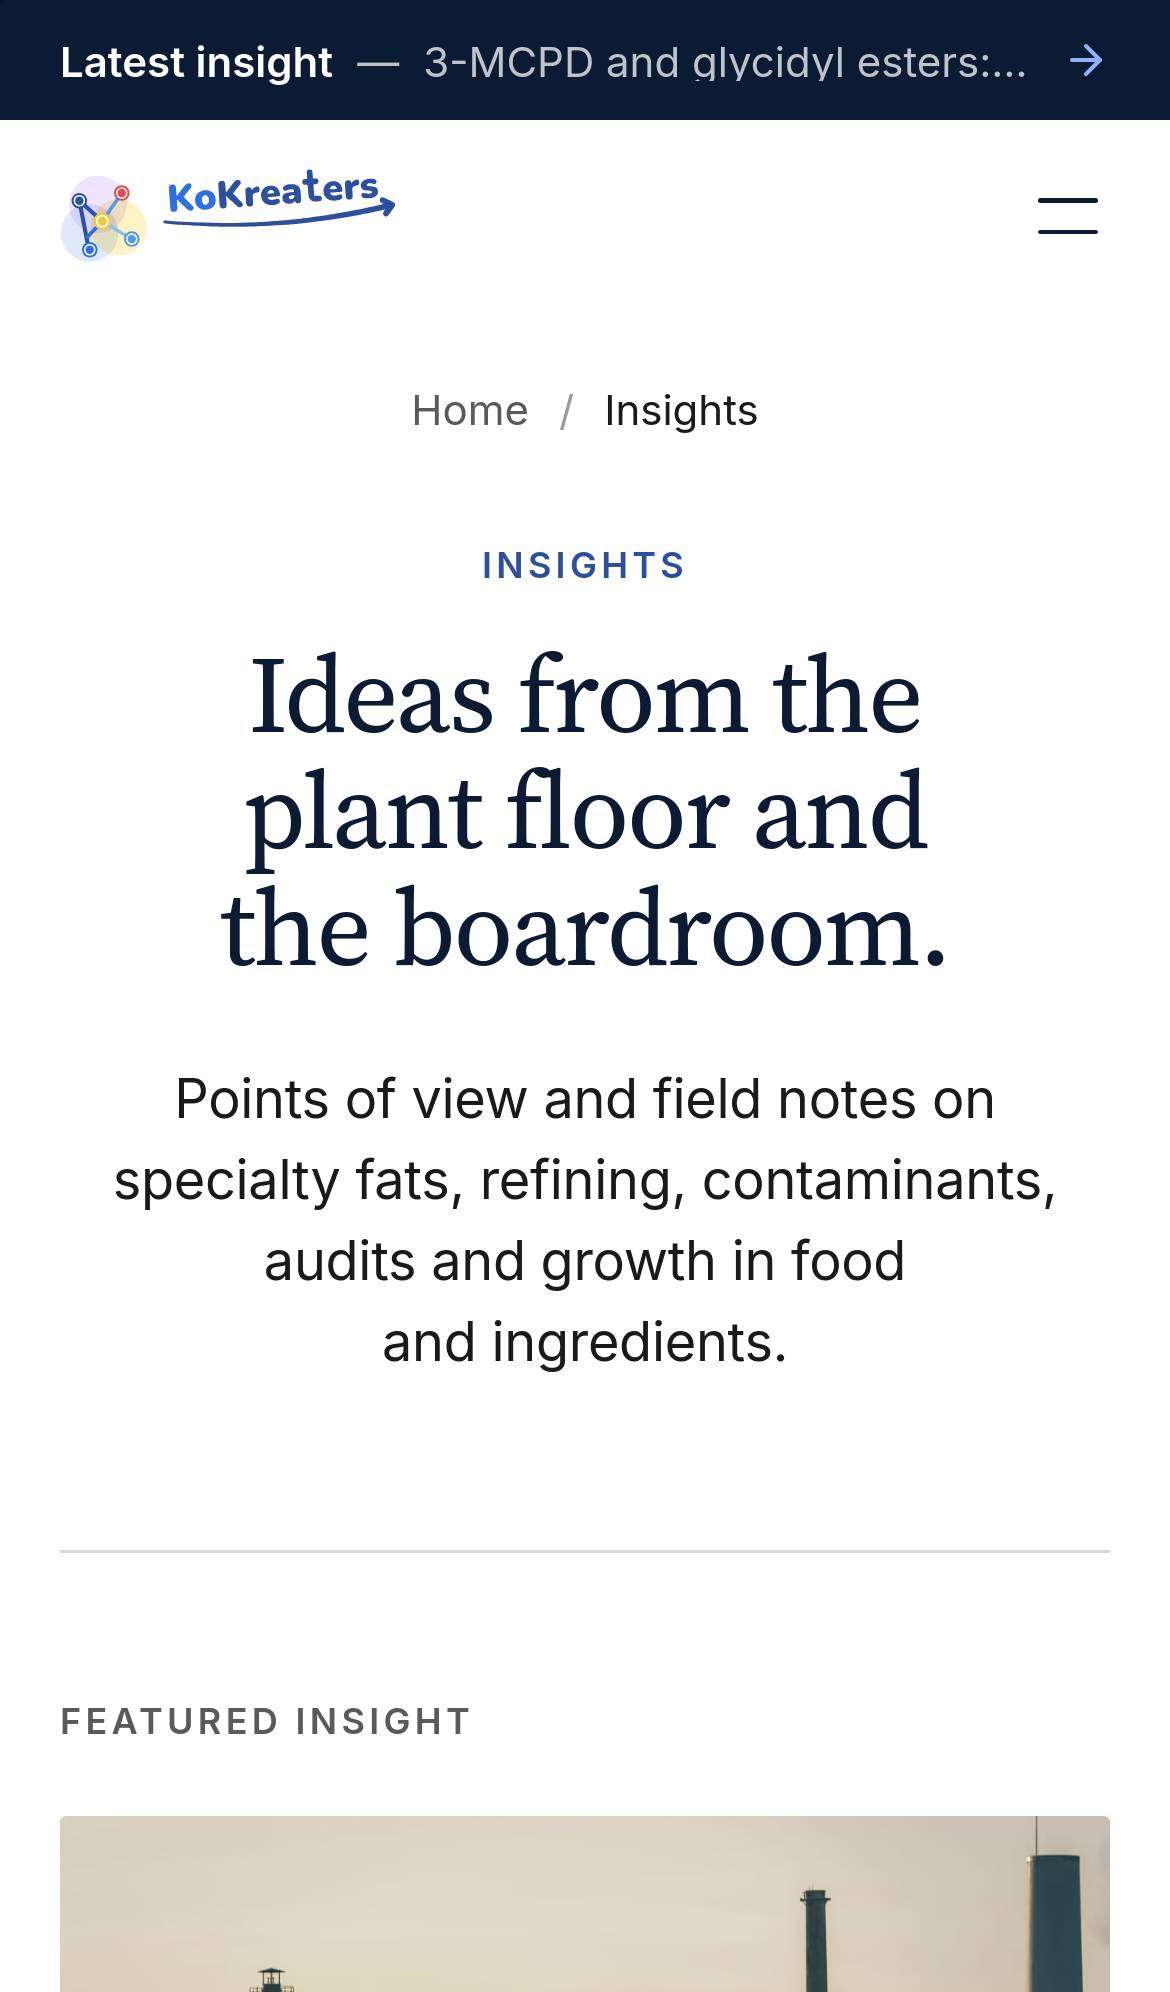 Latest insight — 3-MCPD and glycidyl esters:...
KoKreaters
Home / Insights
INSIGHTS
Ideas from the
plant floor and
the boardroom.
Points of view and field notes on
specialty fats, refining, contaminants,
audits and growth in food
and ingredients.
FEATURED INSIGHT